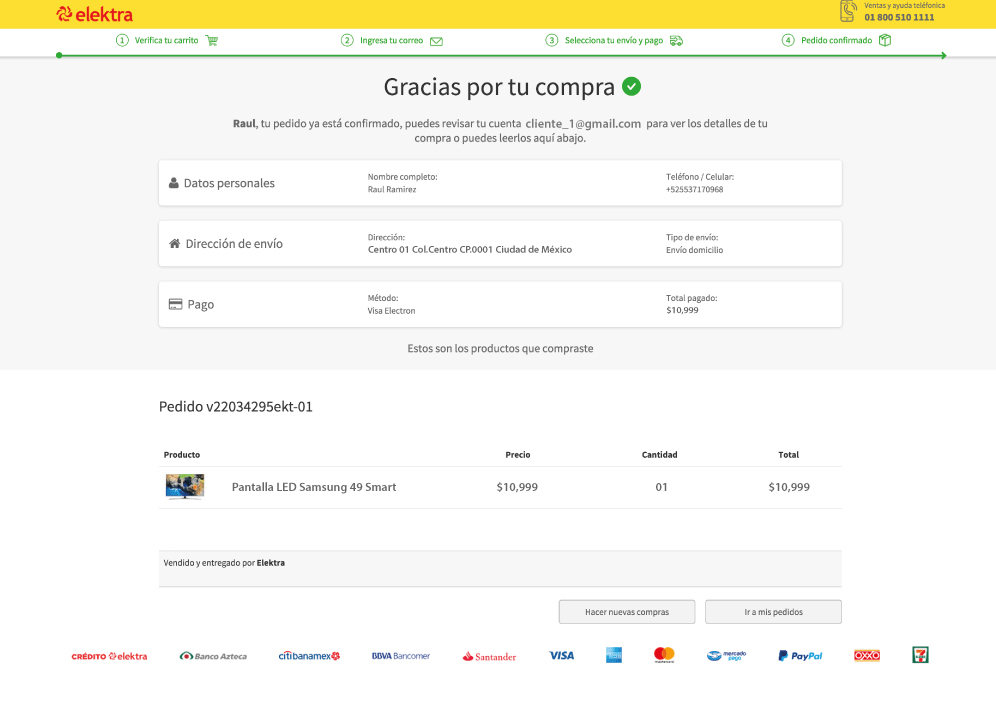 elektra
Ventas y ayuda teléfonica
01 800 510 1111
1 Verifica tu carrito
2 Ingresa tu correo
3 Selecciona tu envío y pago
4 Pedido confirmado
Gracias por tu compra
Raul, tu pedido ya está confirmado, puedes revisar tu cuenta cliente_1@gmail.com para ver los detalles de tu
compra o puedes leerlos aquí abajo.
Datos personales
Nombre completo:
Raul Ramirez
Teléfono / Celular:
+525537170968
Dirección de envío
Dirección:
Centro 01 Col.Centro CP.0001 Ciudad de México
Tipo de envío:
Envío domicilio
Pago
Método:
Visa Electron
Total pagado:
$10,999
Estos son los productos que compraste
Pedido v22034295ekt-01
Producto Precio Cantidad Total
Pantalla LED Samsung 49 Smart $10,999 01 $10,999
Vendido y entregado por Elektra
Hacer nuevas compras
Ir a mis pedidos
CRÉDITO elektra
Banco Azteca
citibanamex
BBVA Bancomer
Santander
VISA
mastercard
mercado
pago
PayPal
OXXO
7